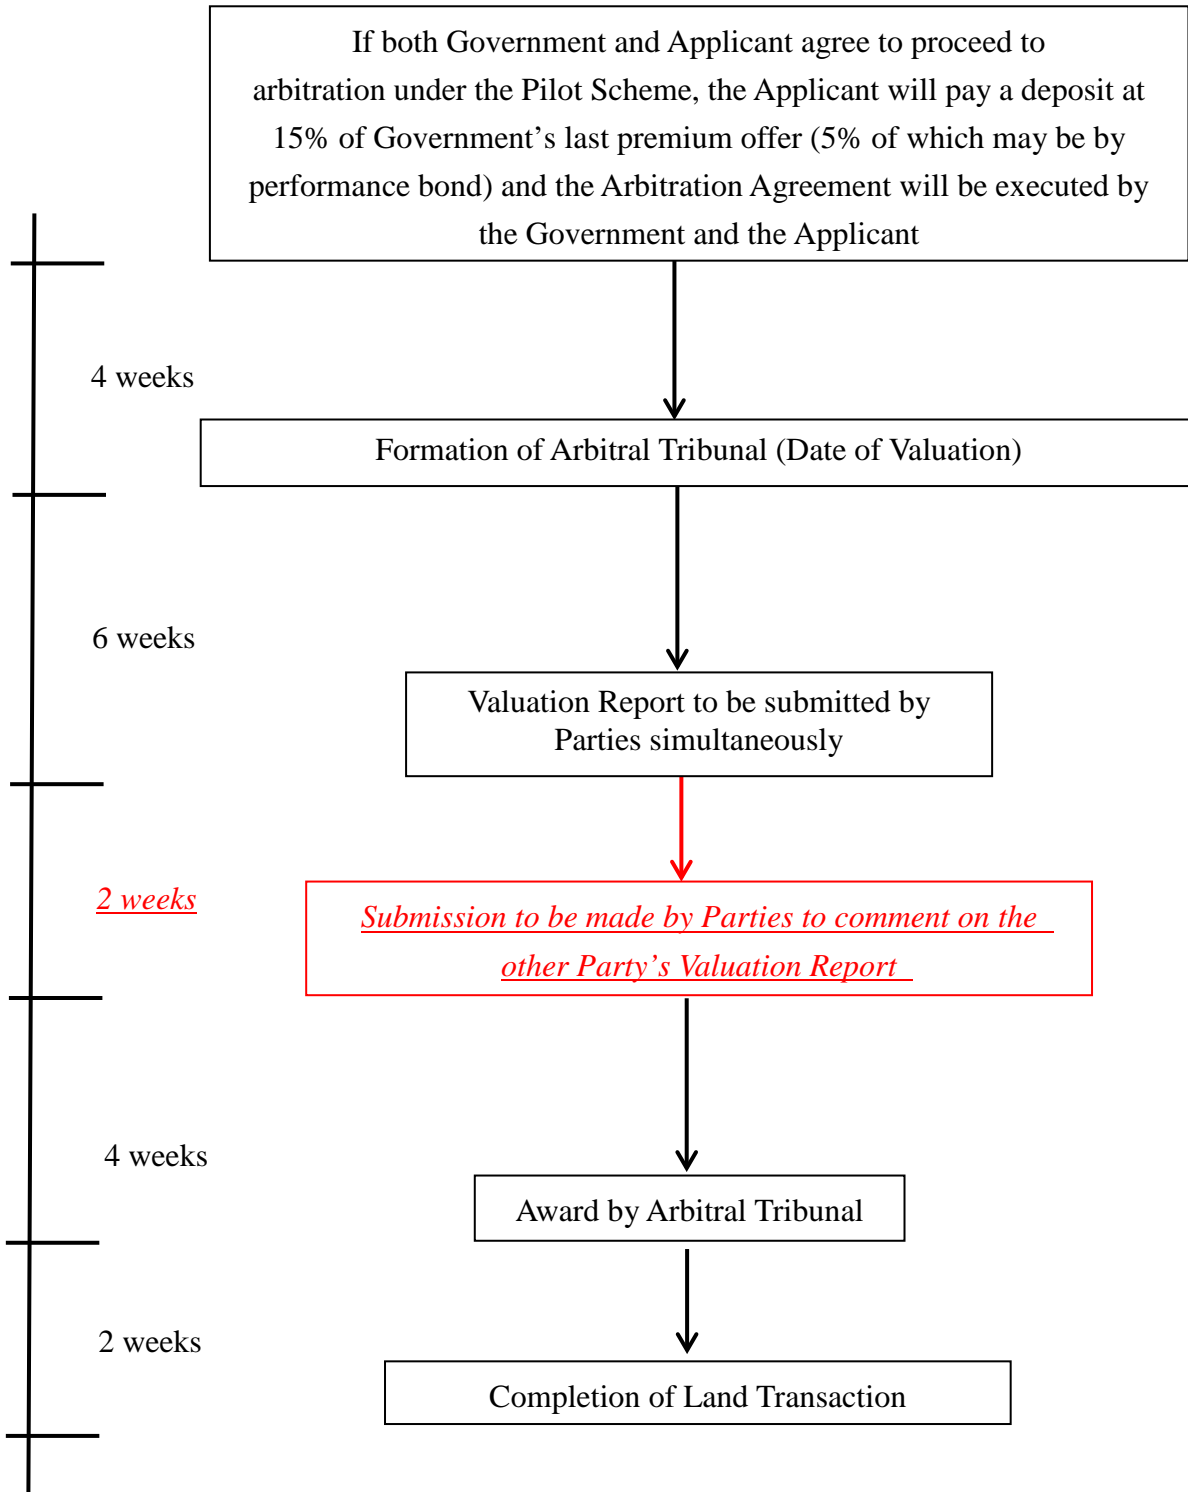 If both Government and Applicant agree to proceed to
arbitration under the Pilot Scheme, the Applicant will pay a deposit at
15% of Government’s last premium offer (5% of which may be by
performance bond) and the Arbitration Agreement will be executed by
the Government and the Applicant
4 weeks
Formation of Arbitral Tribunal (Date of Valuation)
6 weeks
Valuation Report to be submitted by
Parties simultaneously
2 weeks
Submission to be made by Parties to comment on the
other Party’s Valuation Report
4 weeks
Award by Arbitral Tribunal
2 weeks
Completion of Land Transaction